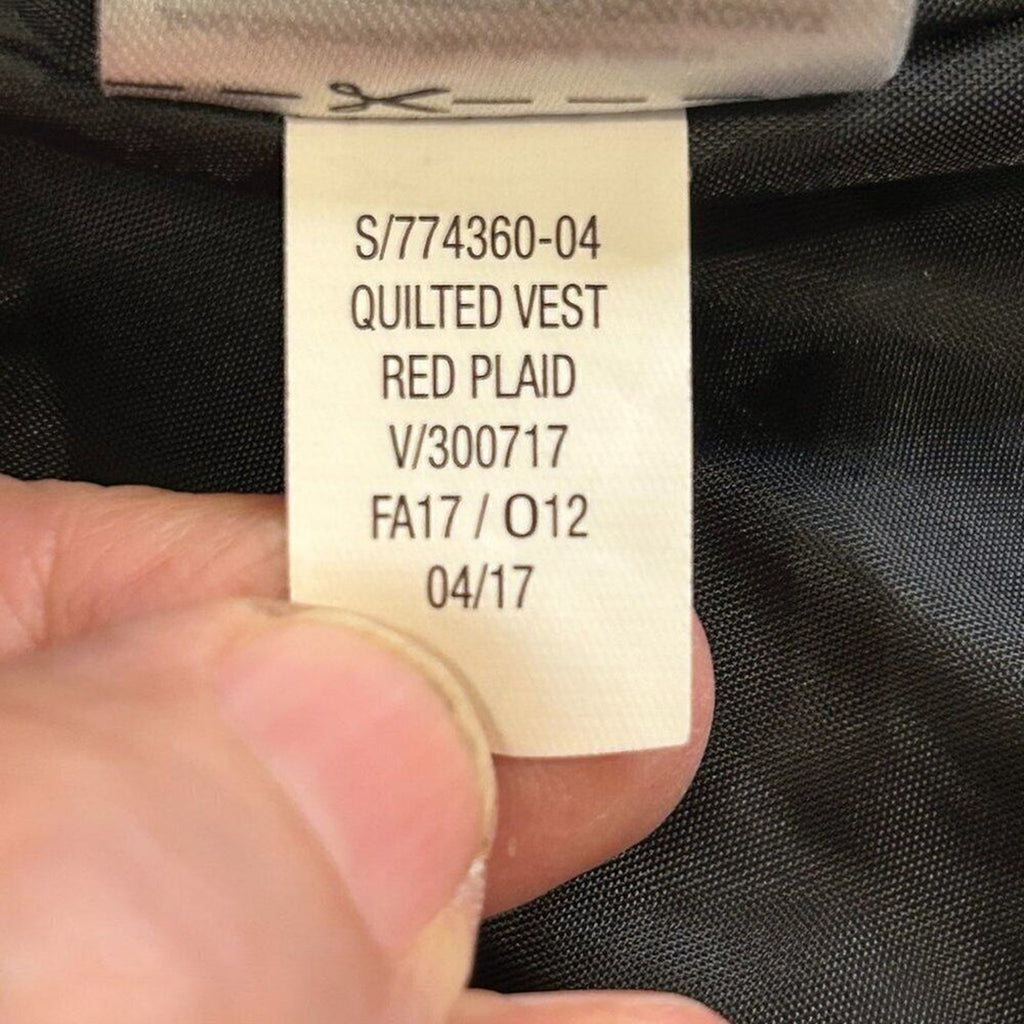 S/774360-04
QUILTED VEST
RED PLAID
V/300717
FA17 / O12
04/17